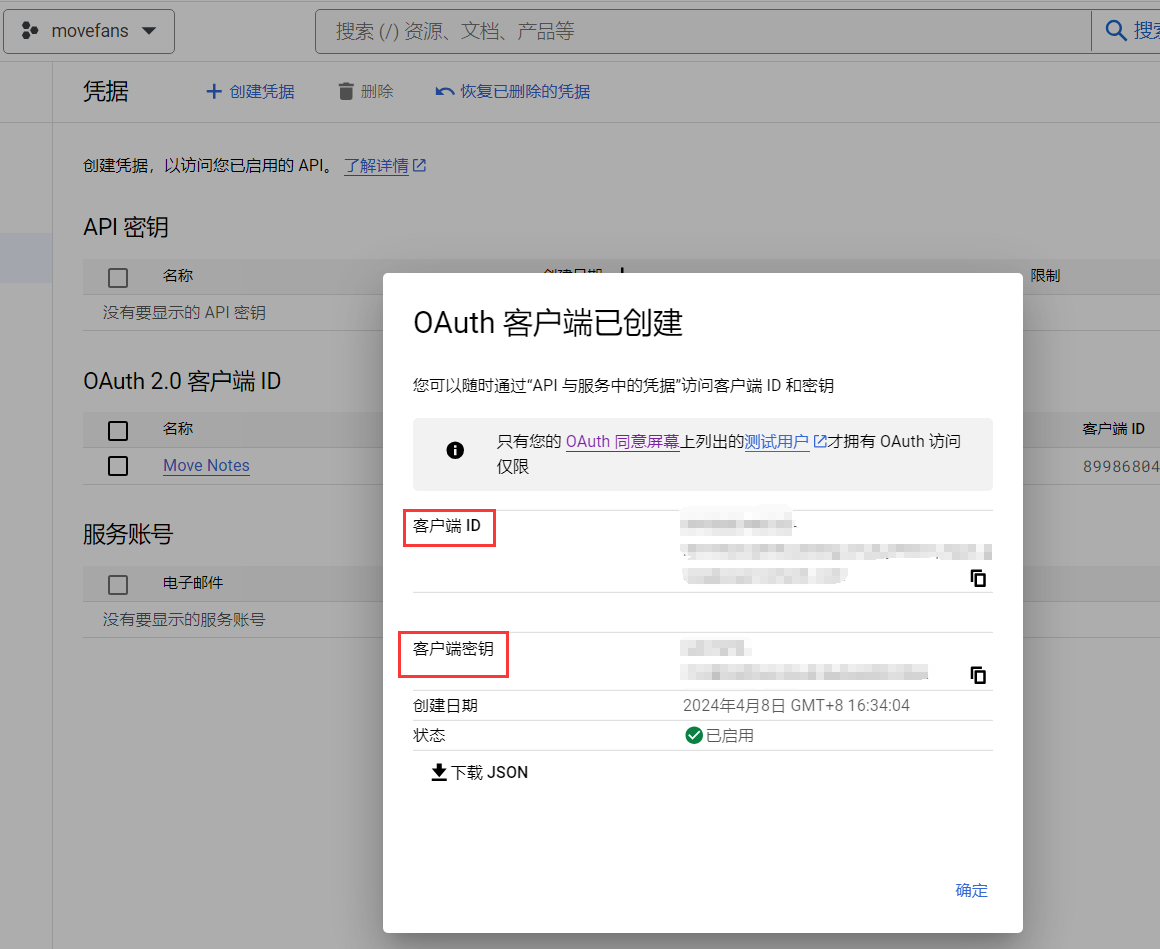 movefans
搜索 (/) 资源、文档、产品等
搜索
凭据
创建凭据
删除
恢复已删除的凭据
创建凭据，以访问您已启用的 API。 了解详情
API 密钥
名称
创建日期
限制
没有要显示的 API 密钥
OAuth 2.0 客户端 ID
名称
客户端 ID
Move Notes
89986804
服务账号
电子邮件
没有要显示的服务账号
OAuth 客户端已创建
您可以随时通过“API 与服务中的凭据”访问客户端 ID 和密钥
只有您的 OAuth 同意屏幕上列出的测试用户才拥有 OAuth 访问
仅限
客户端 ID
客户端密钥
创建日期
2024年4月8日 GMT+8 16:34:04
状态
已启用
下载 JSON
确定